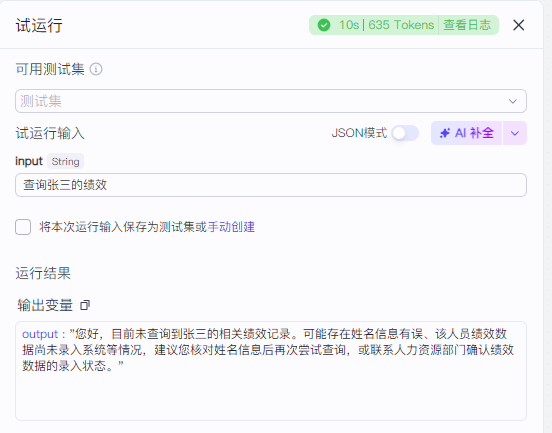 试运行
10s | 635 Tokens 查看日志
可用测试集
测试集
试运行输入
JSON模式
AI 补全
input String
查询张三的绩效
将本次运行输入保存为测试集或手动创建
运行结果
输出变量
output : "您好，目前未查询到张三的相关绩效记录。可能存在姓名信息有误、该人员绩效数
据尚未录入系统等情况，建议您核对姓名信息后再次尝试查询，或联系人力资源部门确认绩效
数据的录入状态。"